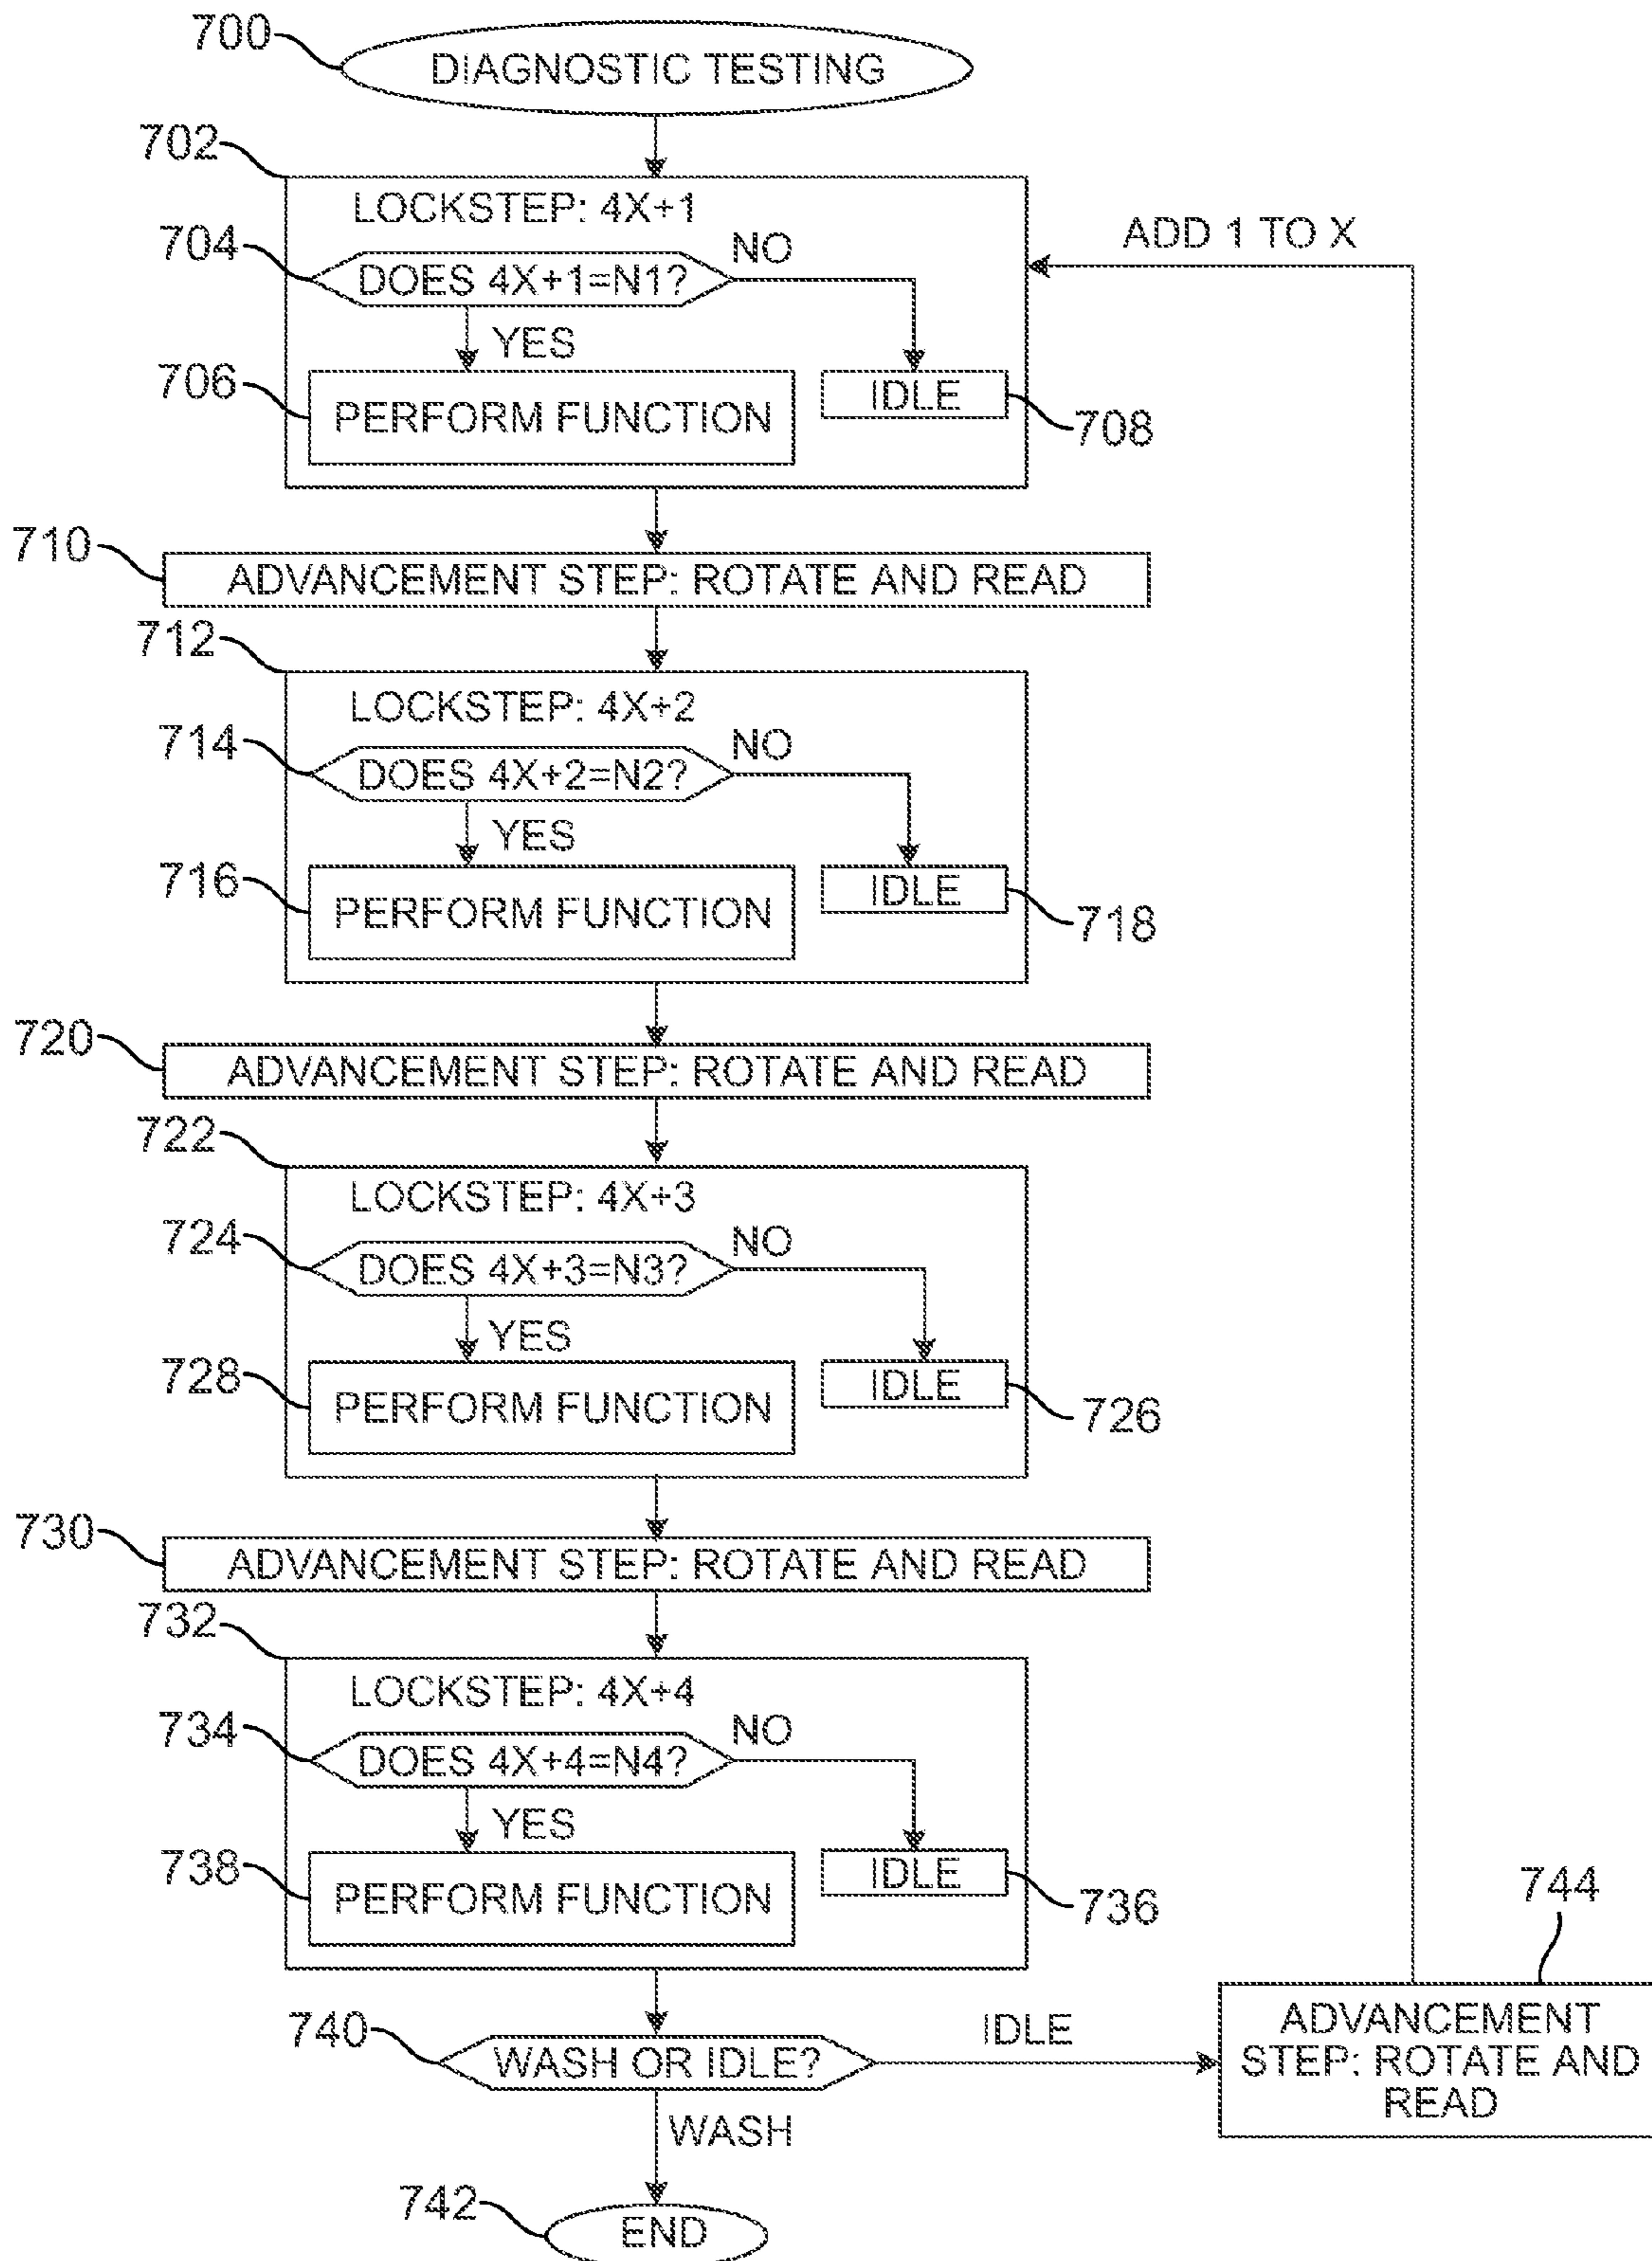 700
DIAGNOSTIC TESTING
702
LOCKSTEP: 4X+1
ADD 1 TO X
704
DOES 4X+1=N1?
NO
YES
706
PERFORM FUNCTION
IDLE
708
710
ADVANCEMENT STEP: ROTATE AND READ
712
LOCKSTEP: 4X+2
714
DOES 4X+2=N2?
NO
YES
716
PERFORM FUNCTION
IDLE
718
720
ADVANCEMENT STEP: ROTATE AND READ
722
LOCKSTEP: 4X+3
724
DOES 4X+3=N3?
NO
YES
728
PERFORM FUNCTION
IDLE
726
730
ADVANCEMENT STEP: ROTATE AND READ
732
LOCKSTEP: 4X+4
734
DOES 4X+4=N4?
NO
YES
738
PERFORM FUNCTION
IDLE
736
744
740
WASH OR IDLE?
IDLE
ADVANCEMENT
STEP: ROTATE AND
READ
WASH
742
END